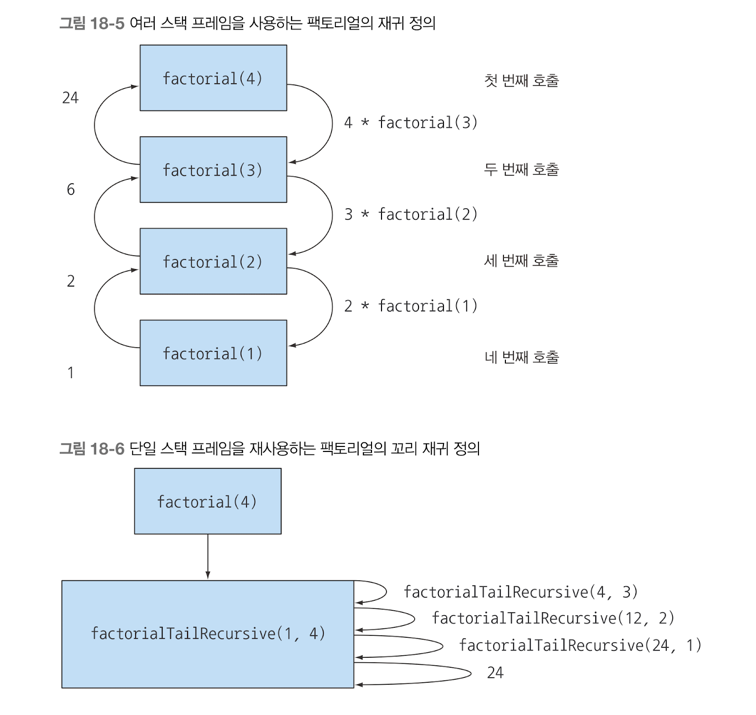 그림 18-5 여러 스택 프레임을 사용하는 팩토리얼의 재귀 정의
factorial(4)
첫 번째 호출
24
4 * factorial(3)
factorial(3)
두 번째 호출
6
3 * factorial(2)
factorial(2)
세 번째 호출
2
2 * factorial(1)
factorial(1)
네 번째 호출
1
그림 18-6 단일 스택 프레임을 재사용하는 팩토리얼의 꼬리 재귀 정의
factorial(4)
factorialTailRecursive(1, 4)
factorialTailRecursive(4, 3)
factorialTailRecursive(12, 2)
factorialTailRecursive(24, 1)
24